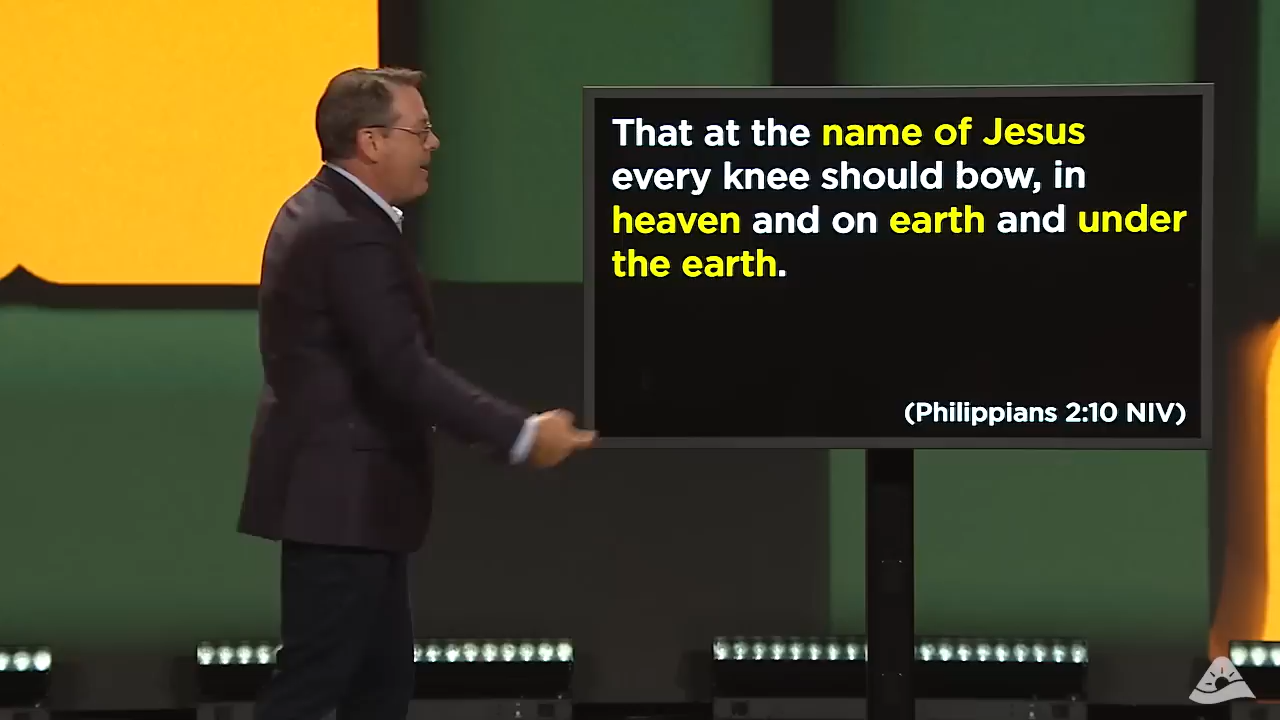 That at the name of Jesus
every knee should bow, in
heaven and on earth and under
the earth.
(Philippians 2:10 NIV)